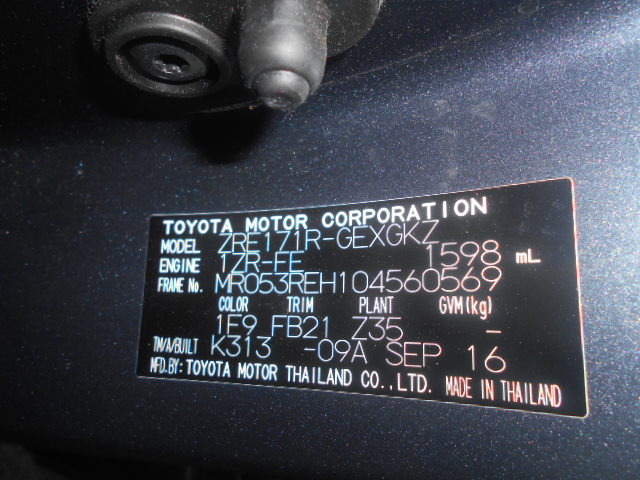 TOYOTA MOTOR CORPORATION
MODEL ZRE171R-GEXGKZ
ENGINE 1ZR-FE 1598 mL
FRAME No. MR053REH104560569
COLOR TRIM PLANT GVM(kg)
1E9 FB21 Z35 -
TM/A/BUILT K313 -09A SEP 16
MFD.BY: TOYOTA MOTOR THAILAND CO.,LTD. MADE IN THAILAND